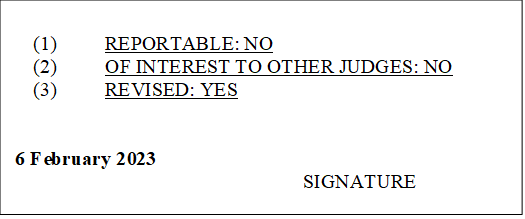 (1) REPORTABLE: NO
(2) OF INTEREST TO OTHER JUDGES: NO
(3) REVISED: YES
6 February 2023
SIGNATURE